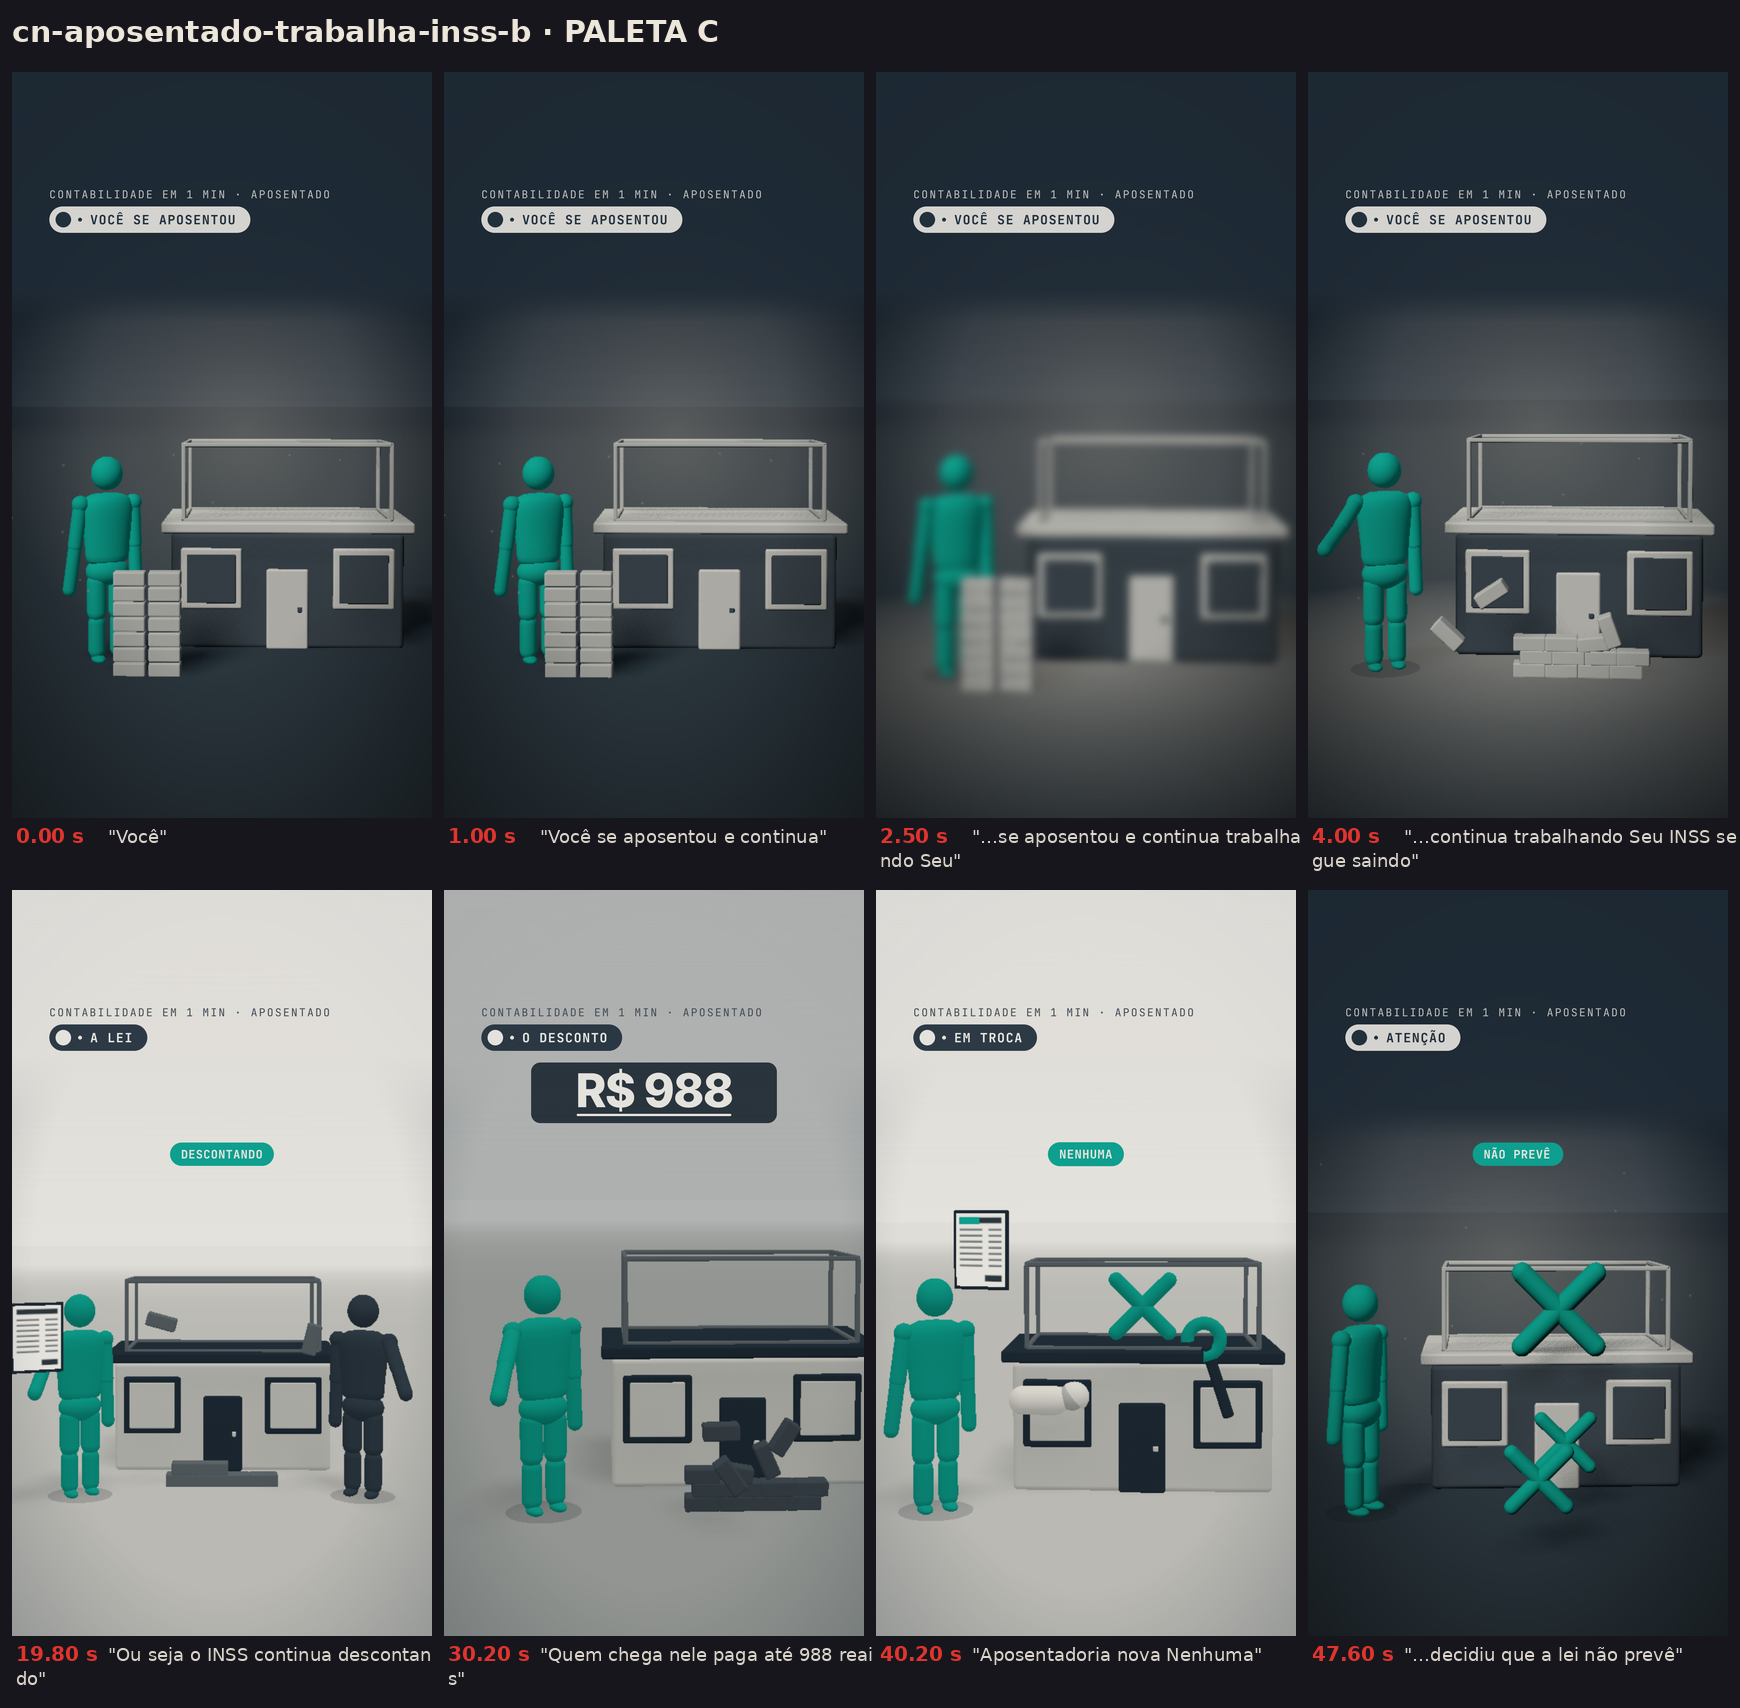 cn-aposentado-trabalha-inss-b · PALETA C
CONTABILIDADE EM 1 MIN · APOSENTADO
• VOCÊ SE APOSENTOU
0.00 s "Você"
CONTABILIDADE EM 1 MIN · APOSENTADO
• VOCÊ SE APOSENTOU
1.00 s "Você se aposentou e continua"
CONTABILIDADE EM 1 MIN · APOSENTADO
• VOCÊ SE APOSENTOU
2.50 s "...se aposentou e continua trabalha
ndo Seu"
CONTABILIDADE EM 1 MIN · APOSENTADO
• VOCÊ SE APOSENTOU
4.00 s "...continua trabalhando Seu INSS se
gue saindo"
CONTABILIDADE EM 1 MIN · APOSENTADO
• A LEI
DESCONTANDO
19.80 s "Ou seja o INSS continua descontan
do"
CONTABILIDADE EM 1 MIN · APOSENTADO
• O DESCONTO
R$ 988
30.20 s "Quem chega nele paga até 988 reai
s"
CONTABILIDADE EM 1 MIN · APOSENTADO
• EM TROCA
NENHUMA
40.20 s "Aposentadoria nova Nenhuma"
CONTABILIDADE EM 1 MIN · APOSENTADO
• ATENÇÃO
NÃO PREVÊ
47.60 s "...decidiu que a lei não prevê"